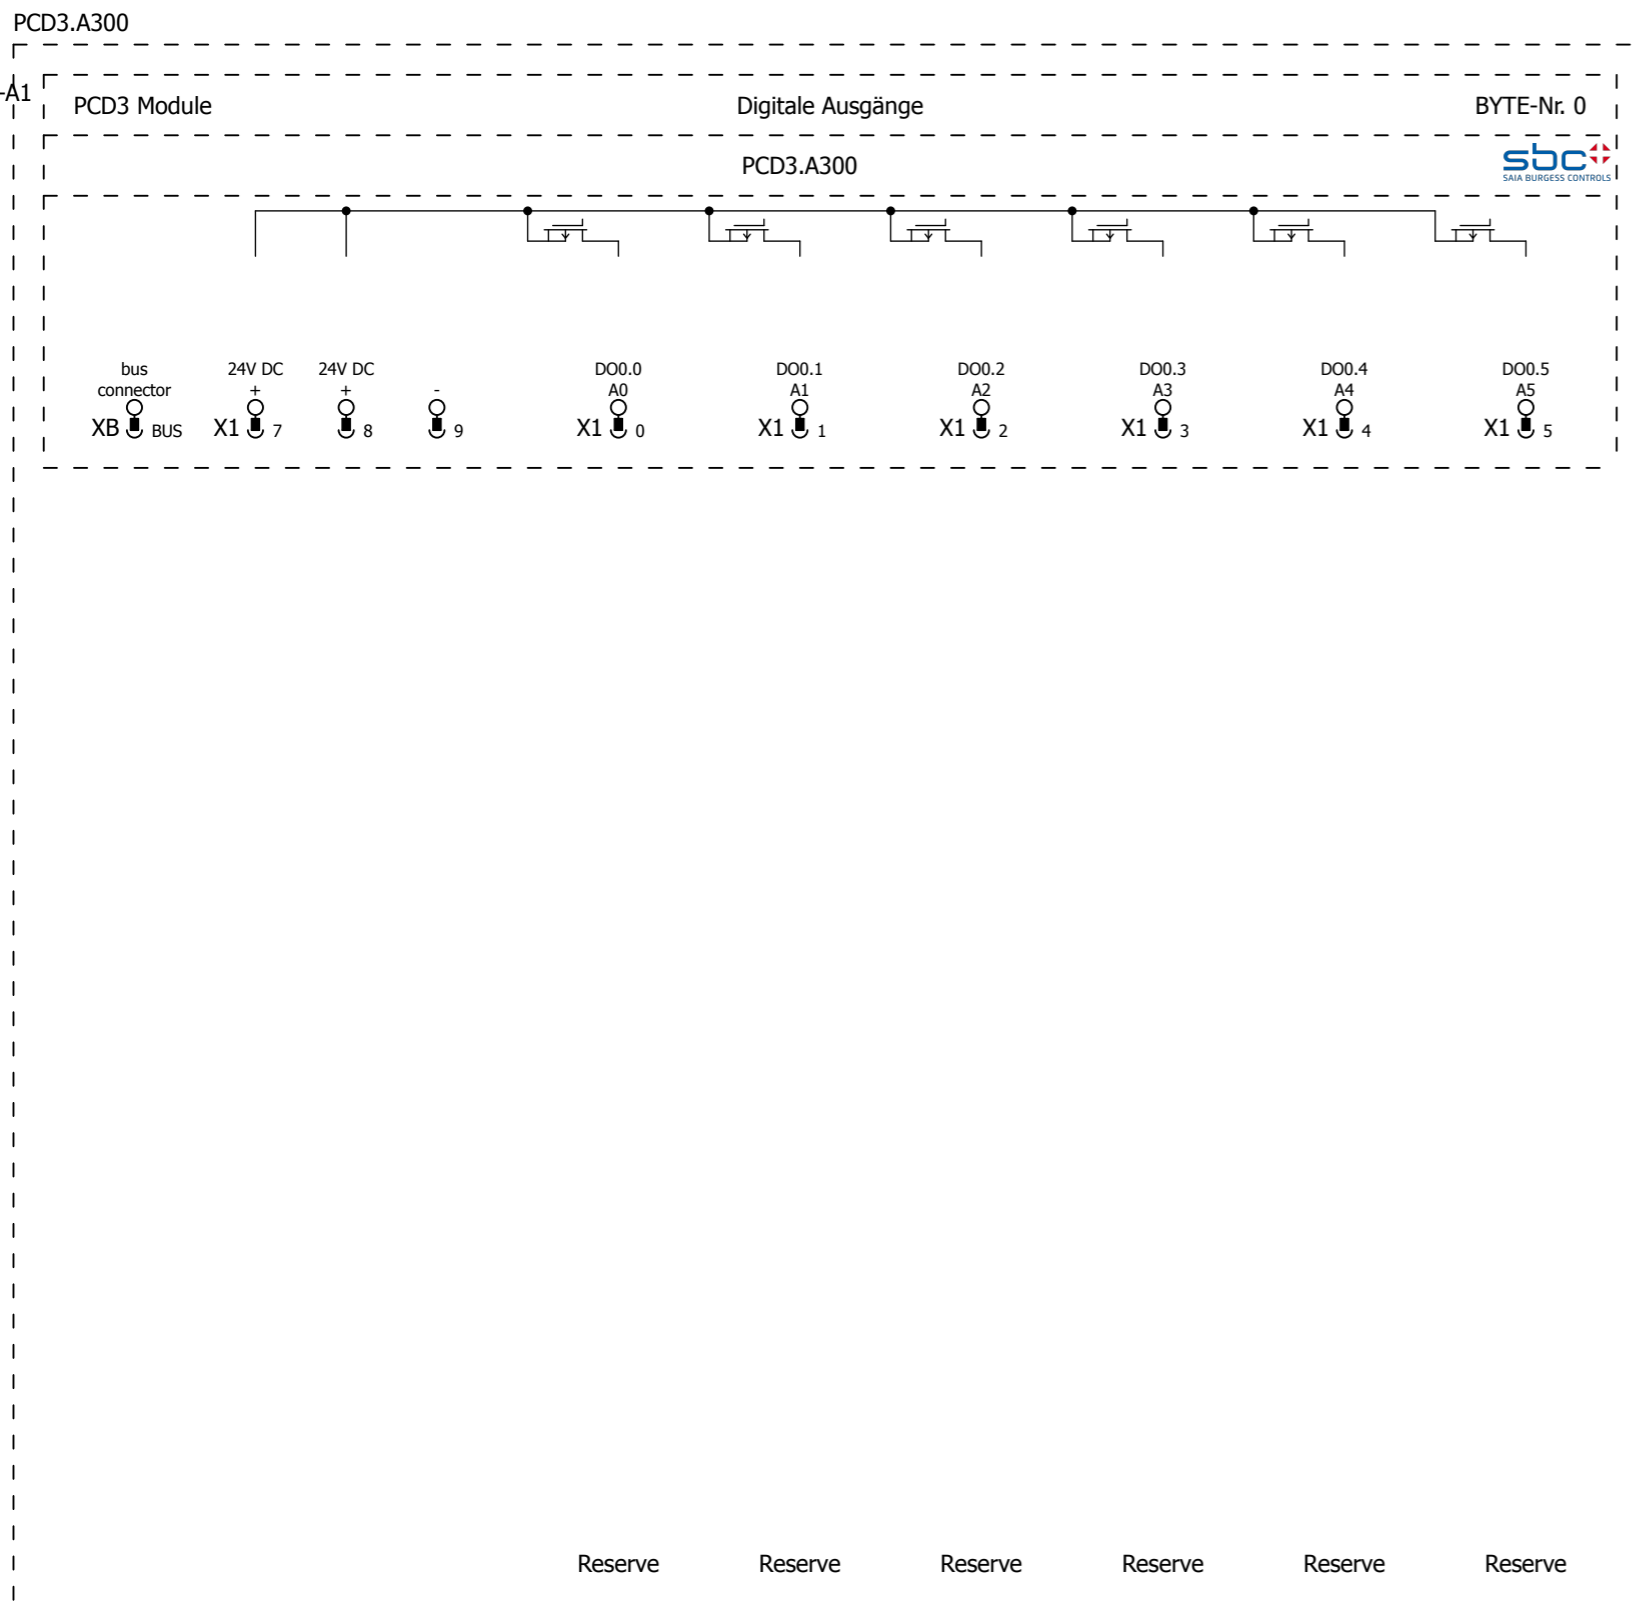 PCD3.A300
-A1
PCD3 Module Digitale Ausgänge BYTE-Nr. 0
PCD3.A300
sbc
SAIA BURGESS CONTROLS
bus 24V DC 24V DC DO0.0 DO0.1 DO0.2 DO0.3 DO0.4 DO0.5
connector + + - A0 A1 A2 A3 A4 A5
XB BUS X1 7 8 9 X1 0 X1 1 X1 2 X1 3 X1 4 X1 5
Reserve Reserve Reserve Reserve Reserve Reserve